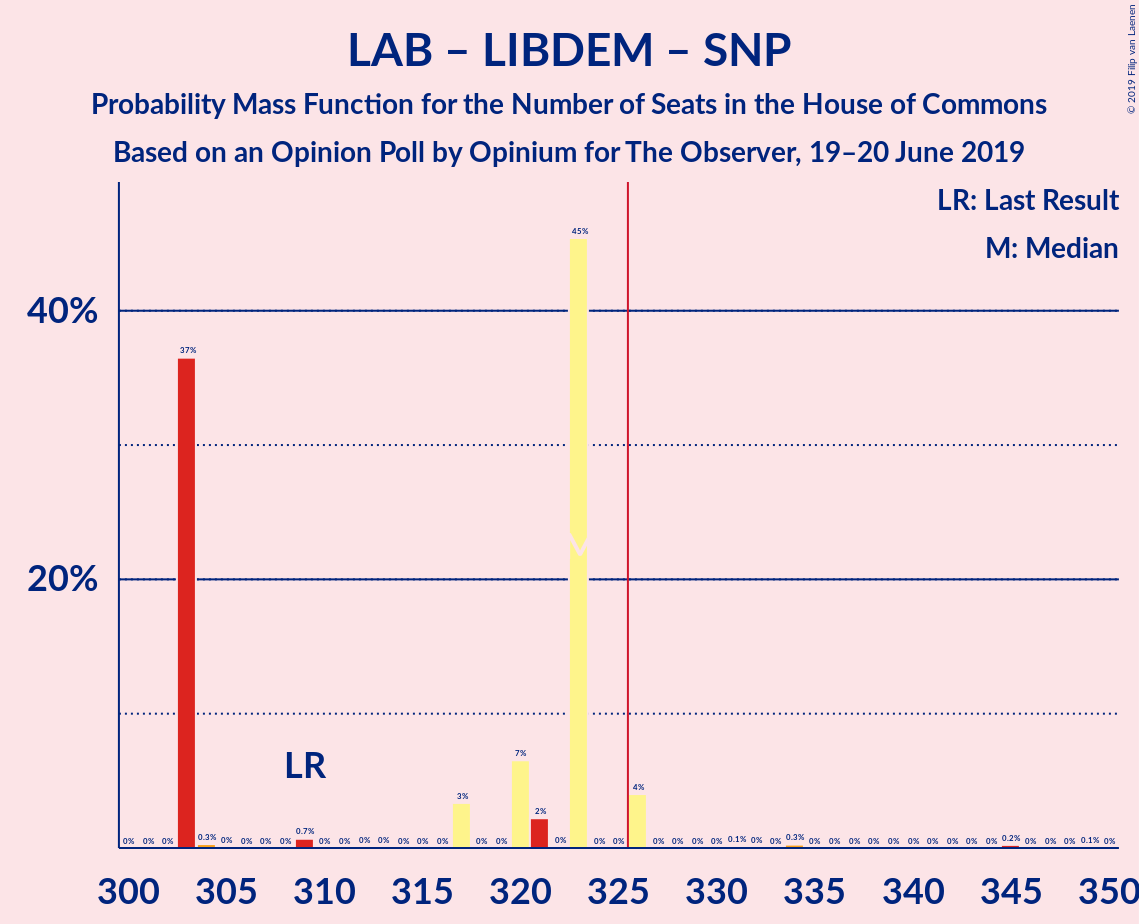 LAB – LIBDEM – SNP
Probability Mass Function for the Number of Seats in the House of Commons
Based on an Opinion Poll by Opinium for The Observer, 19–20 June 2019
© 2019 Filip van Laenen
LR: Last Result
M: Median
40%
20%
45%
37%
LR
M
0% 0% 0% 0.3% 0% 0% 0% 0% 0.7% 0% 0% 0% 0% 0% 0% 0% 3% 0% 0% 7% 2% 0% 0% 0% 4% 0% 0% 0% 0% 0.1% 0% 0% 0.3% 0% 0% 0% 0% 0% 0% 0% 0% 0% 0% 0.2% 0% 0% 0% 0.1% 0%
300 305 310 315 320 325 330 335 340 345 350